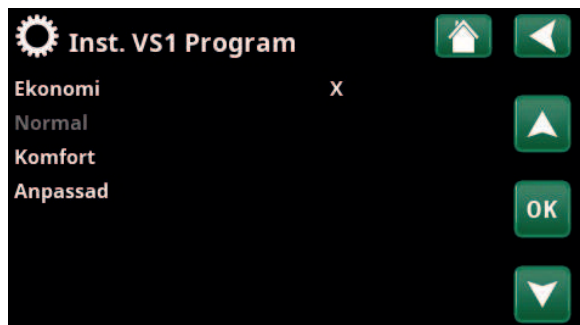 Inst. VS1 Program
Ekonomi X
Normal
Komfort
Anpassad
OK